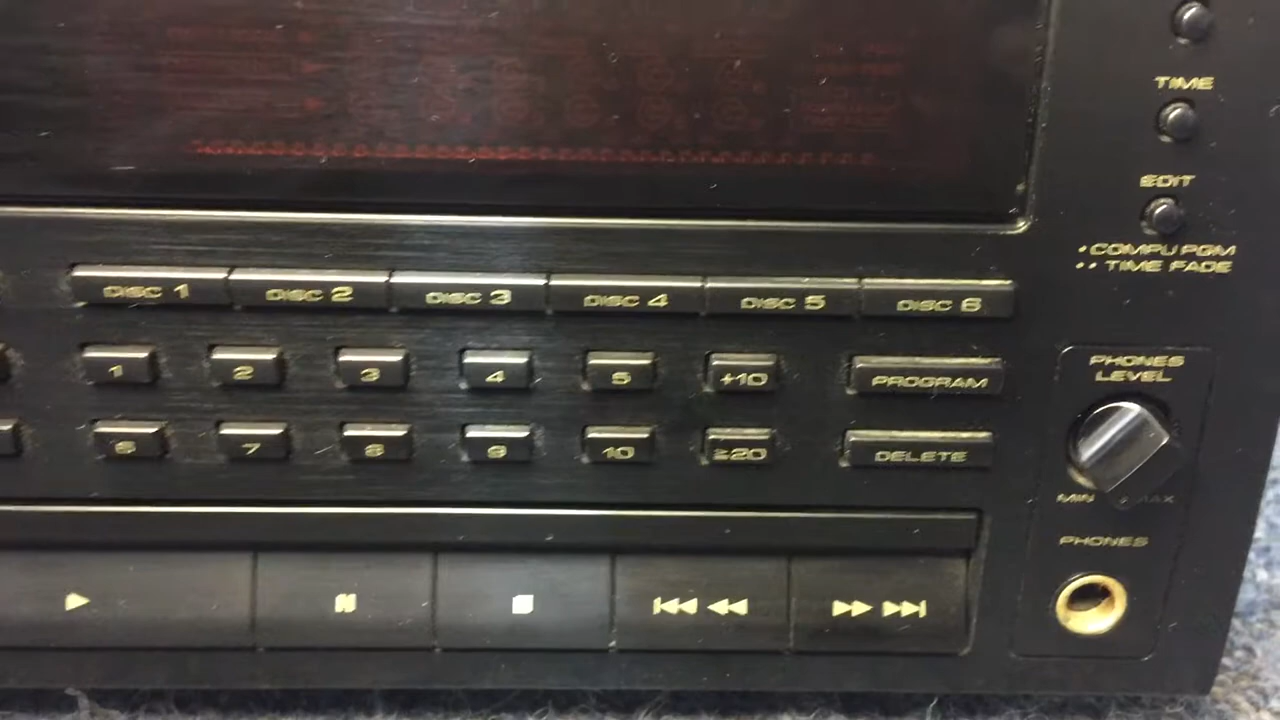 TIME
EDIT
• COMPU PGM
•• TIME FADE
DISC 1 DISC 2 DISC 3 DISC 4 DISC 5 DISC 6
1 2 3 4 5 +10 PROGRAM
6 7 8 9 10 ≥20 DELETE
PHONES
LEVEL
MIN MAX
PHONES